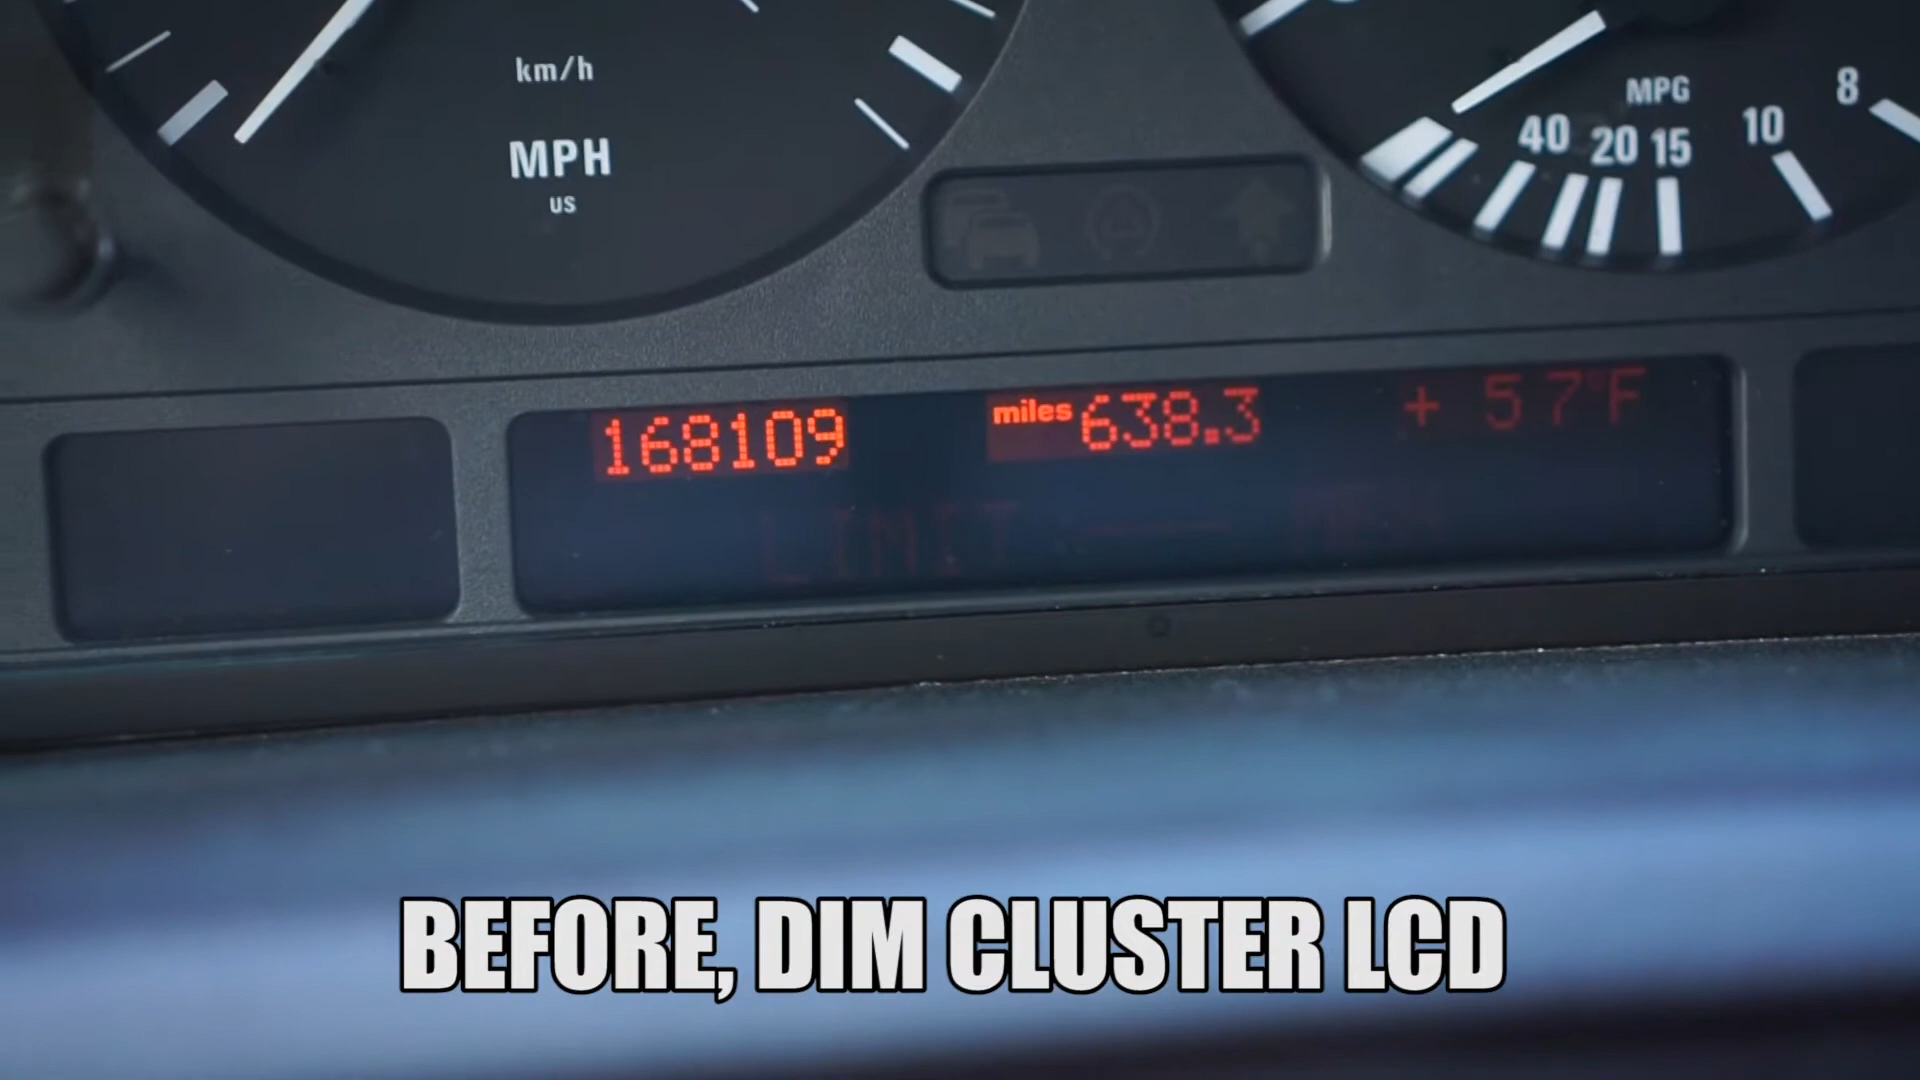 km/h
MPH
us
MPG
40 20 15 10 8
168109 miles 638.3 + 57°F
LIMIT
BEFORE, DIM CLUSTER LCD